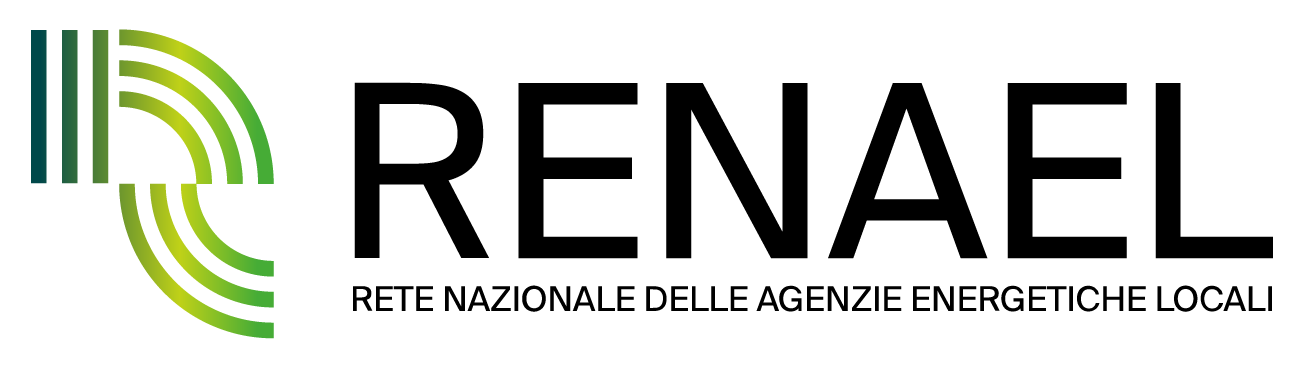 RENAEL
RETE NAZIONALE DELLE AGENZIE ENERGETICHE LOCALI